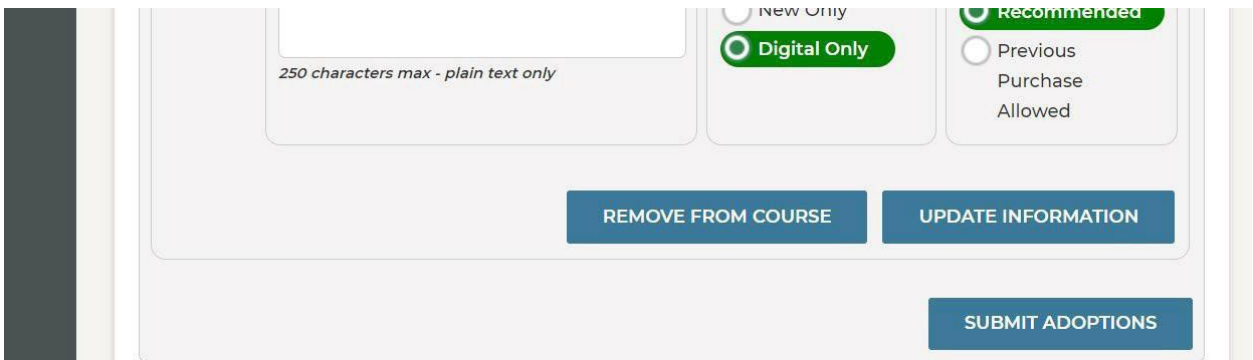 New Only
Digital Only
Recommended
Previous
Purchase
Allowed
250 characters max - plain text only
REMOVE FROM COURSE
UPDATE INFORMATION
SUBMIT ADOPTIONS